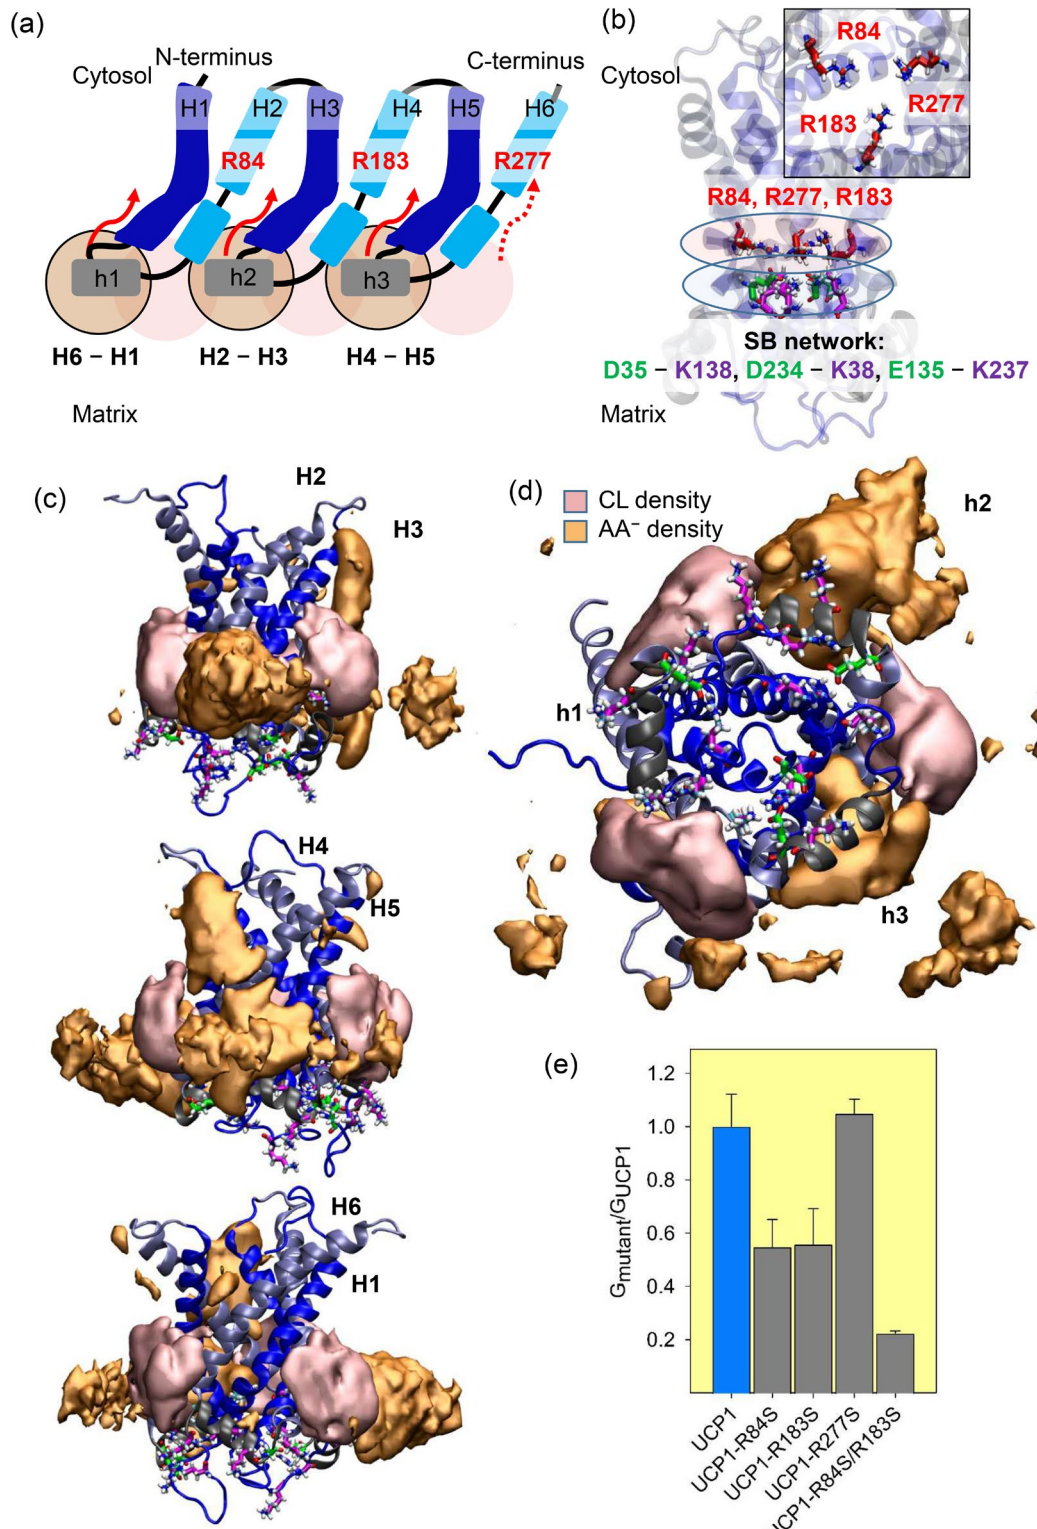 (a)
N-terminus
C-terminus
Cytosol
H1 H2 H3 H4 H5 H6
R84 R183 R277
h1 h2 h3
H6 – H1 H2 – H3 H4 – H5
Matrix
(b)
Cytosol
R84
R277
R183
R84, R277, R183
SB network:
D35 – K138, D234 – K38, E135 – K237
Matrix
(c)
H2
H3
H4
H5
H6
H1
(d)
CL density
AA⁻ density
h2
h1
h3
(e)
Gmutant/GUCP1
1.2
1.0
0.6
0.4
0.2
UCP1
UCP1-R84S
UCP1-R183S
UCP1-R277S
UCP1-R84S/R183S